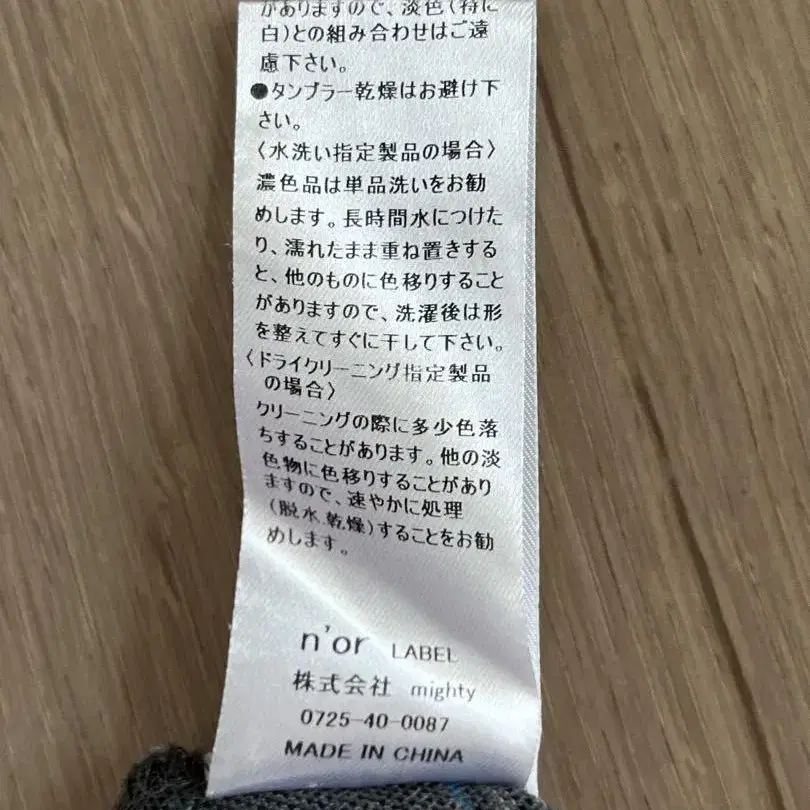 がありますので、淡色(特に
白)との組み合わせはご遠
慮下さい。
●タンブラー乾燥はお避け下
さい。
〈水洗い指定製品の場合〉
濃色品は単品洗いをお勧
めします。長時間水につけた
り、濡れたまま重ね置きする
と、他のものに色移りすること
がありますので、洗濯後は形
を整えてすぐに干して下さい。
〈ドライクリーニング指定製品
の場合〉
クリーニングの際に多少色落
ちすることがあります。他の淡
色物に色移りすることがあり
ますので、速やかに処理
(脱水.乾燥)することをお勧
めします。
n'or LABEL
株式会社 mighty
0725-40-0087
MADE IN CHINA